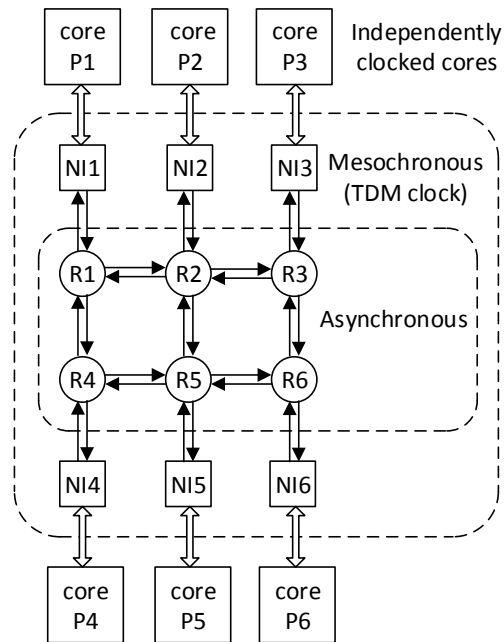 core P1
core P2
core P3
Independently clocked cores
NI1
NI2
NI3
Mesochronous (TDM clock)
R1
R2
R3
Asynchronous
R4
R5
R6
NI4
NI5
NI6
core P4
core P5
core P6